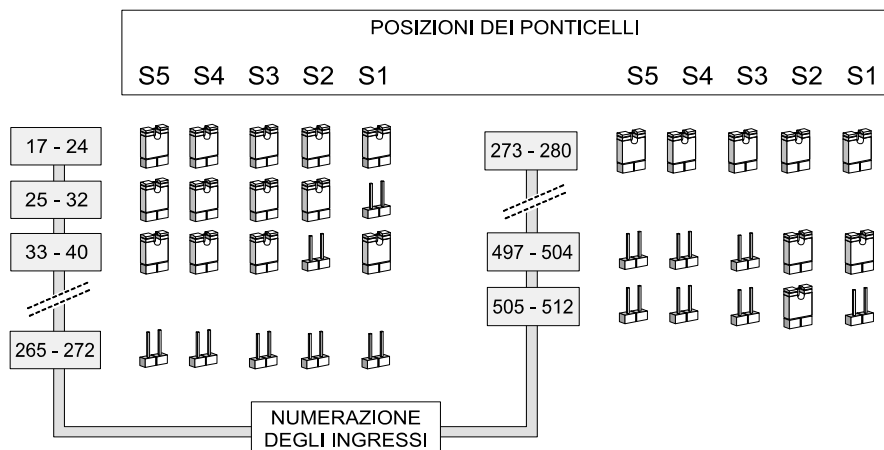 POSIZIONI DEI PONTICELLI
S5 S4 S3 S2 S1 S5 S4 S3 S2 S1
17 - 24
273 - 280
25 - 32
33 - 40
497 - 504
505 - 512
265 - 272
NUMERAZIONE
DEGLI INGRESSI